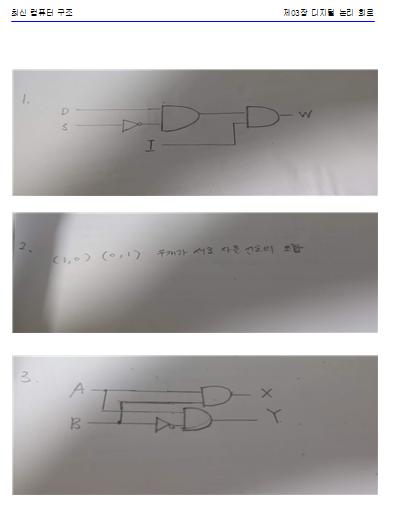 최신 컴퓨터 구조
제03장 디지털 논리 회로
1.
D
S
I
W
2.
(1,0) (0,1) 두개가 서로 다른 신호의 조합
3.
A
X
B
Y